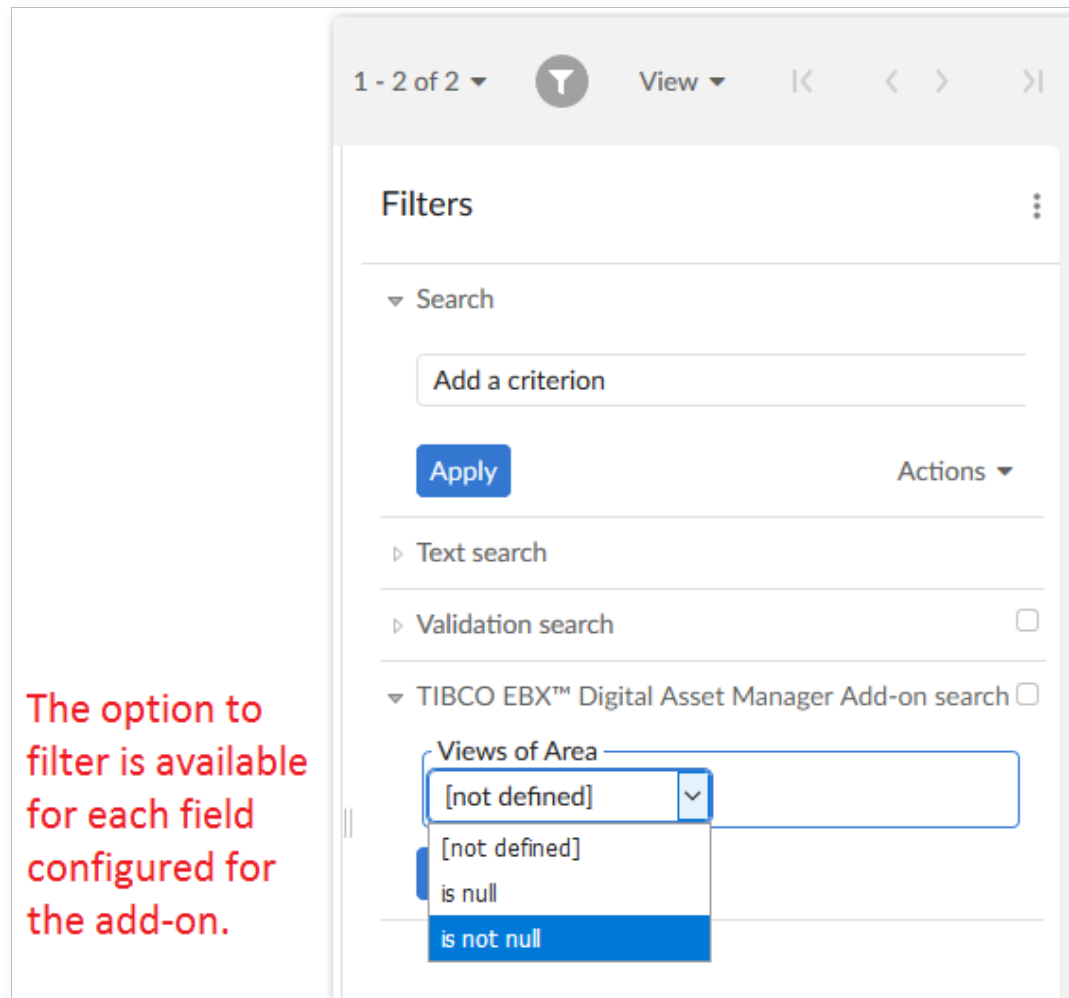 1 - 2 of 2
View
Filters
Search
Add a criterion
Apply
Actions
Text search
Validation search
TIBCO EBX™ Digital Asset Manager Add-on search
Views of Area
[not defined]
[not defined]
is null
is not null
The option to
filter is available
for each field
configured for
the add-on.